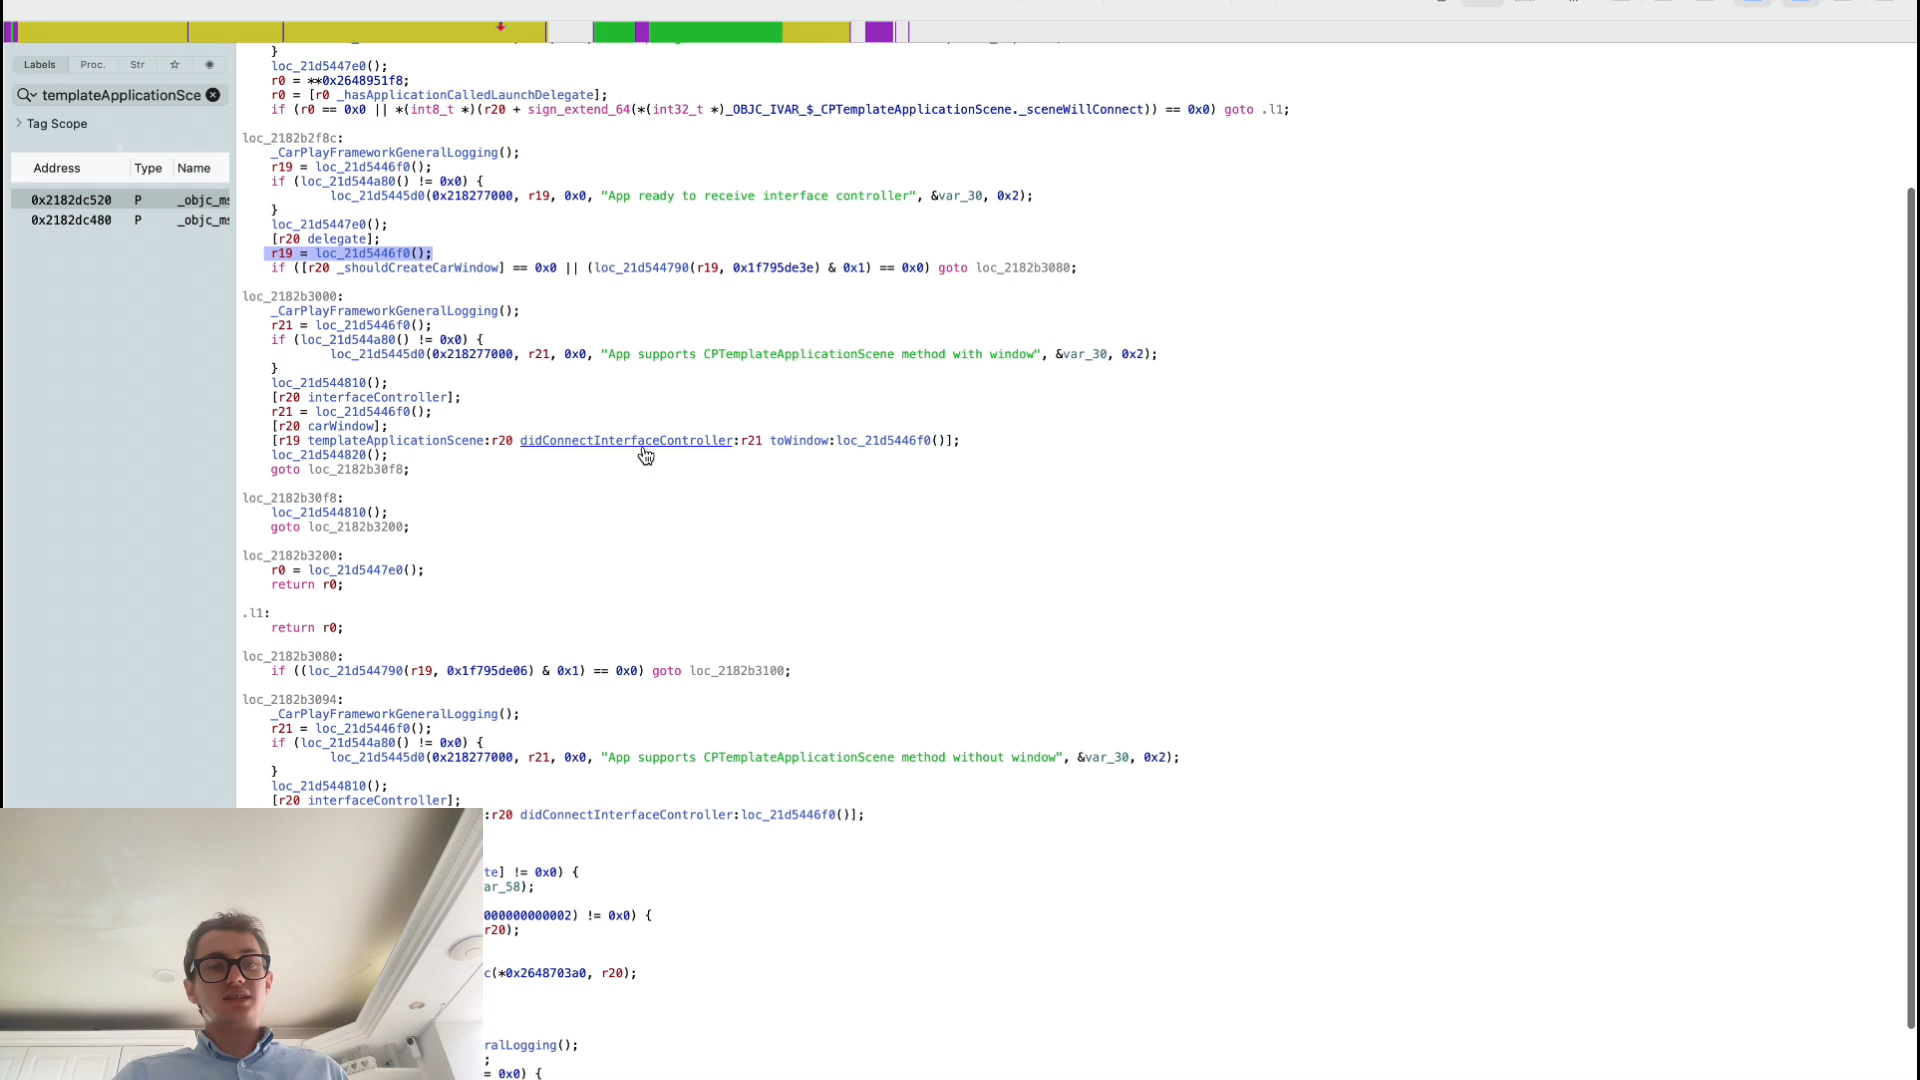 }
loc_21d5447e0();
r0 = **0x2648951f8;
r0 = [r0 _hasApplicationCalledLaunchDelegate];
if (r0 == 0x0 || *(int8_t *)(r20 + sign_extend_64(*(int32_t *)_OBJC_IVAR_$_CPTemplateApplicationScene._sceneWillConnect)) == 0x0) goto .l1;
Labels Proc. Str
templateApplicationSce
Tag Scope
Address Type Name
0x2182dc520 P _objc_ms
0x2182dc480 P _objc_ms
loc_2182b2f8c:
_CarPlayFrameworkGeneralLogging();
r19 = loc_21d5446f0();
if (loc_21d544a80() != 0x0) {
loc_21d5445d0(0x218277000, r19, 0x0, "App ready to receive interface controller", &var_30, 0x2);
}
loc_21d5447e0();
[r20 delegate];
r19 = loc_21d5446f0();
if ([r20 _shouldCreateCarWindow] == 0x0 || (loc_21d544790(r19, 0x1f795de3e) & 0x1) == 0x0) goto loc_2182b3080;
loc_2182b3000:
_CarPlayFrameworkGeneralLogging();
r21 = loc_21d5446f0();
if (loc_21d544a80() != 0x0) {
loc_21d5445d0(0x218277000, r21, 0x0, "App supports CPTemplateApplicationScene method with window", &var_30, 0x2);
}
loc_21d544810();
[r20 interfaceController];
r21 = loc_21d5446f0();
[r20 carWindow];
[r19 templateApplicationScene:r20 didConnectInterfaceController:r21 toWindow:loc_21d5446f0()];
loc_21d544820();
goto loc_2182b30f8;
loc_2182b30f8:
loc_21d544810();
goto loc_2182b3200;
loc_2182b3200:
r0 = loc_21d5447e0();
return r0;
.l1:
return r0;
loc_2182b3080:
if ((loc_21d544790(r19, 0x1f795de06) & 0x1) == 0x0) goto loc_2182b3100;
loc_2182b3094:
_CarPlayFrameworkGeneralLogging();
r21 = loc_21d5446f0();
if (loc_21d544a80() != 0x0) {
loc_21d5445d0(0x218277000, r21, 0x0, "App supports CPTemplateApplicationScene method without window", &var_30, 0x2);
}
loc_21d544810();
[r20 interfaceController];
:r20 didConnectInterfaceController:loc_21d5446f0()];
te] != 0x0) {
ar_58);
000000000002) != 0x0) {
r20);
c(*0x2648703a0, r20);
ralLogging();
;
= 0x0) {